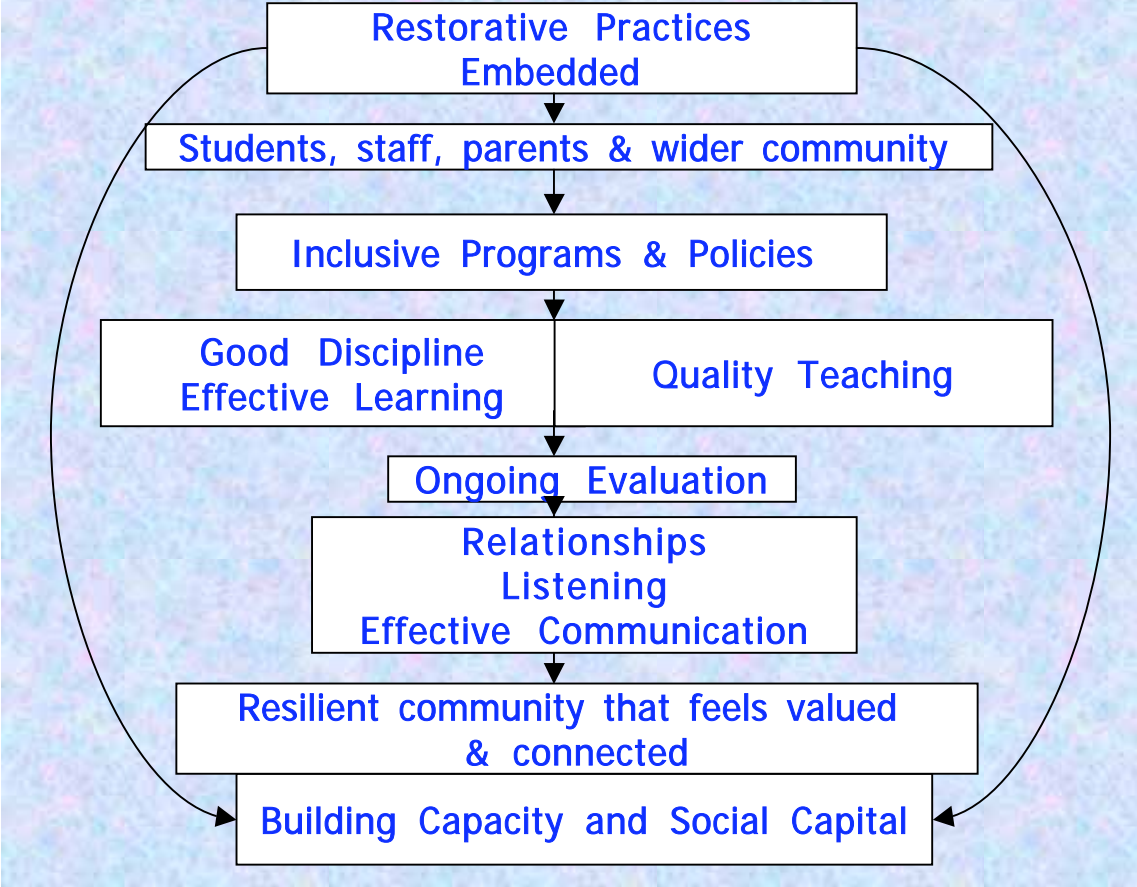 Restorative Practices
Embedded
Students, staff, parents & wider community
Inclusive Programs & Policies
Good Discipline
Effective Learning
Quality Teaching
Ongoing Evaluation
Relationships
Listening
Effective Communication
Resilient community that feels valued
& connected
Building Capacity and Social Capital